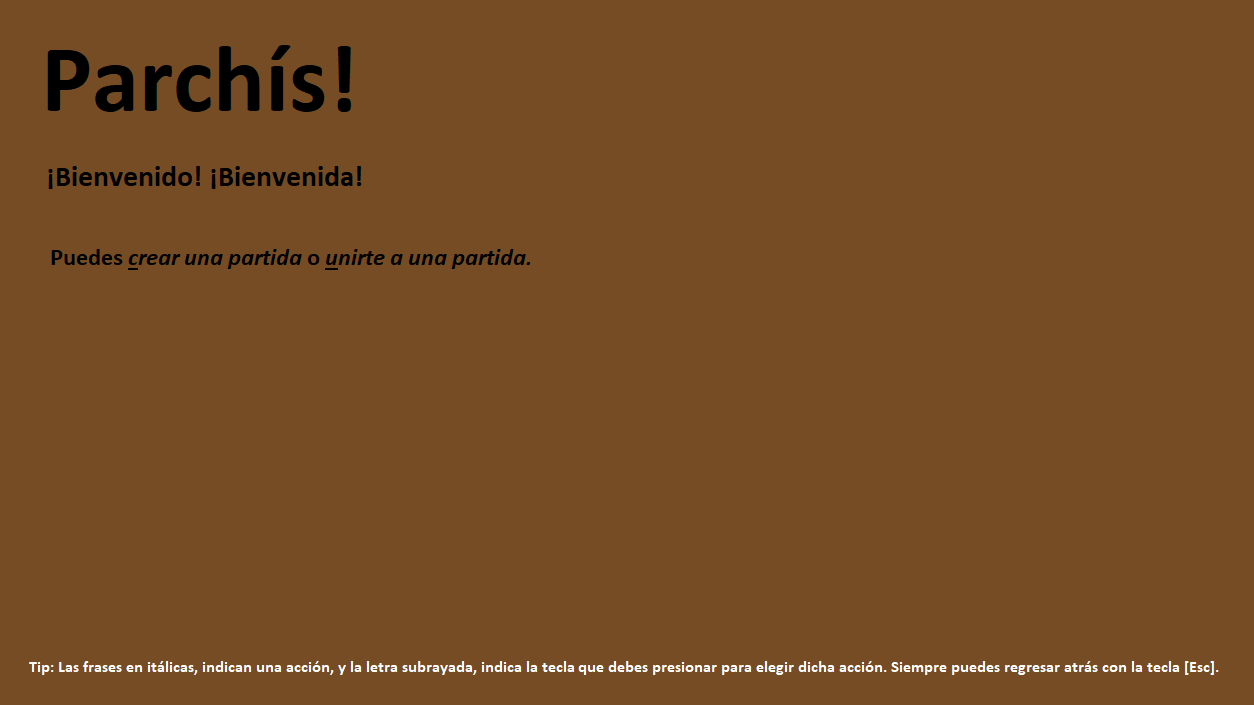 Parchís!
¡Bienvenido! ¡Bienvenida!
Puedes crear una partida o unirte a una partida.
Tip: Las frases en itálicas, indican una acción, y la letra subrayada, indica la tecla que debes presionar para elegir dicha acción. Siempre puedes regresar atrás con la tecla [Esc].